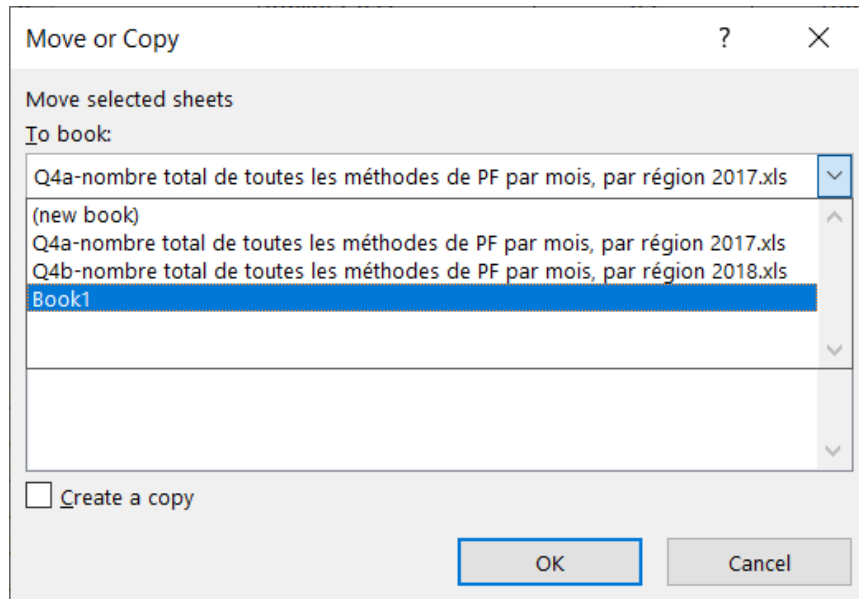 Move or Copy ?
Move selected sheets
To book:
Q4a-nombre total de toutes les méthodes de PF par mois, par région 2017.xls
(new book)
Q4a-nombre total de toutes les méthodes de PF par mois, par région 2017.xls
Q4b-nombre total de toutes les méthodes de PF par mois, par région 2018.xls
Book1
Create a copy
OK Cancel